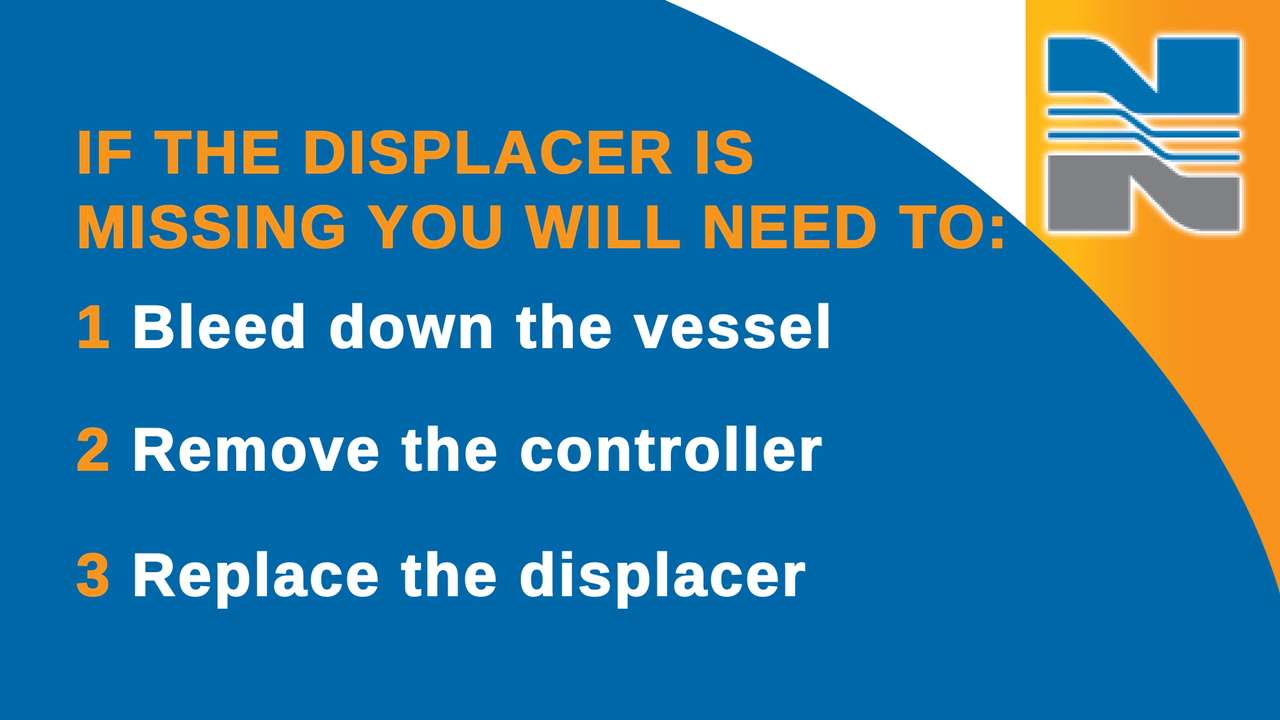 IF THE DISPLACER IS
MISSING YOU WILL NEED TO:
1 Bleed down the vessel
2 Remove the controller
3 Replace the displacer